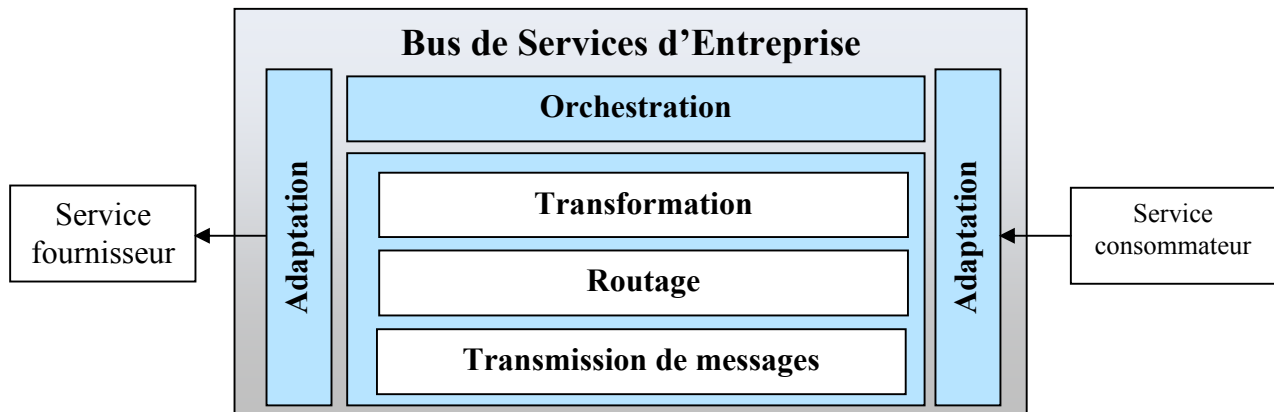 Bus de Services d’Entreprise
Orchestration
Adaptation
Transformation
Routage
Transmission de messages
Adaptation
Service
fournisseur
Service
consommateur